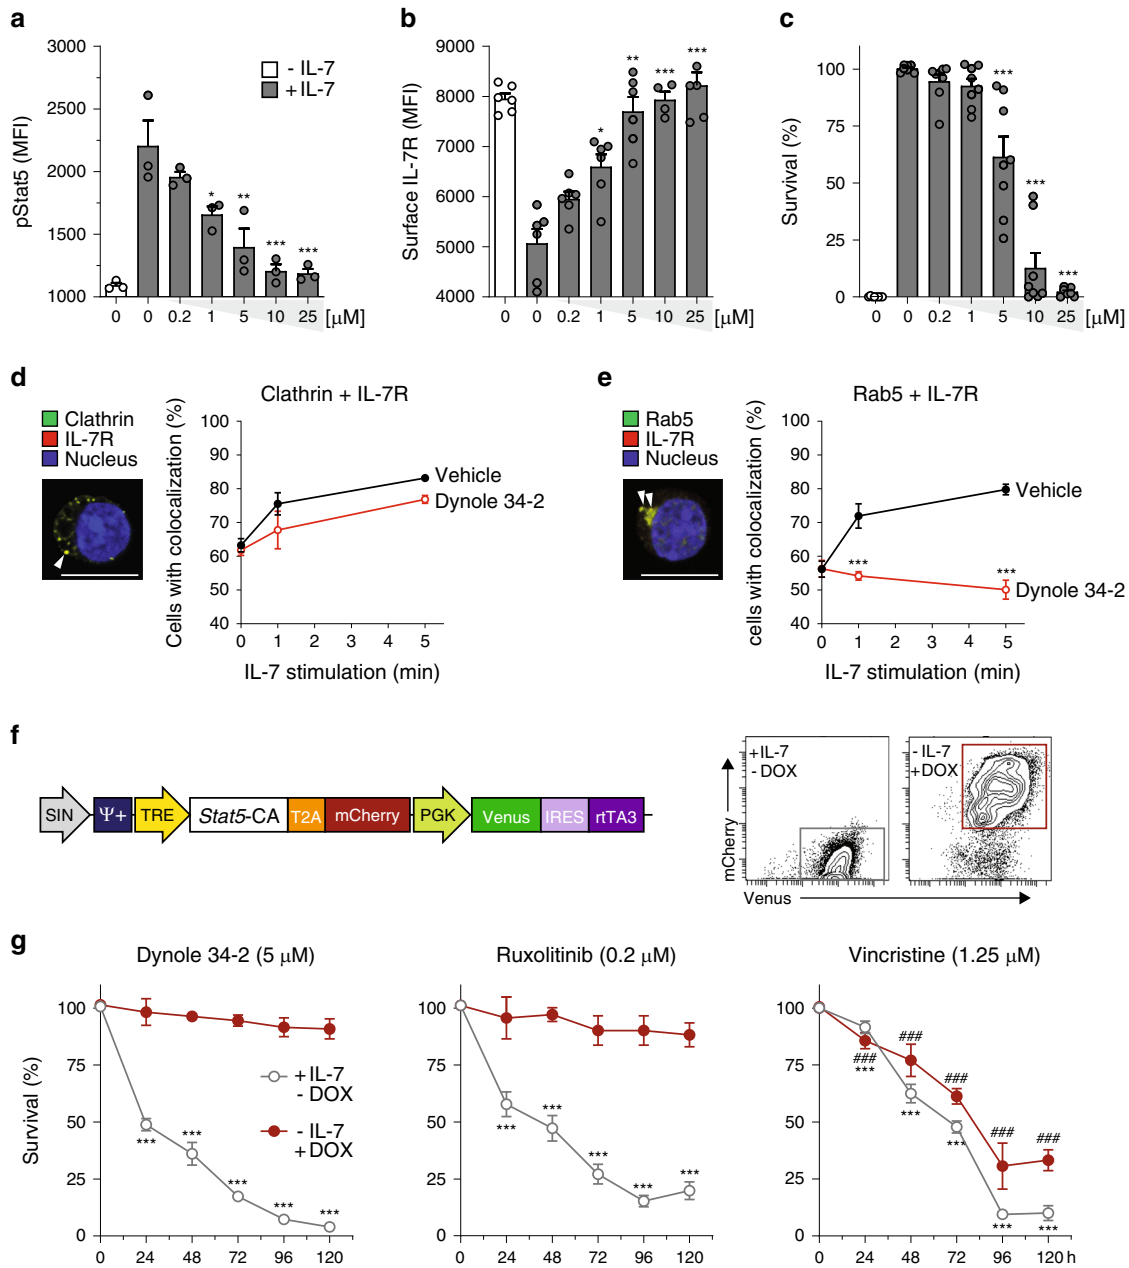 a
pStat5 (MFI)
3000
2500
2000
1500
1000
- IL-7
+ IL-7
*
**
***
***
0 0 0.2 1 5 10 25 [μM]
b
Surface IL-7R (MFI)
9000
8000
7000
6000
5000
4000
*
**
***
***
0 0 0.2 1 5 10 25 [μM]
c
Survival (%)
100
75
50
25
0
***
***
***
0 0 0.2 1 5 10 25 [μM]
d
Clathrin
IL-7R
Nucleus
Clathrin + IL-7R
Cells with colocalization (%)
100
90
80
70
60
50
40
Vehicle
Dynole 34-2
0 1 2 3 4 5
IL-7 stimulation (min)
e
Rab5
IL-7R
Nucleus
Rab5 + IL-7R
cells with colocalization (%)
100
90
80
70
60
50
40
Vehicle
***
***
Dynole 34-2
0 1 2 3 4 5
IL-7 stimulation (min)
f
SIN Ψ+ TRE Stat5-CA T2A mCherry PGK Venus IRES rtTA3
mCherry
+IL-7
-DOX
- IL-7
+DOX
Venus
g
Dynole 34-2 (5 μM)
Survival (%)
100
75
50
25
0
+IL-7
- DOX
- IL-7
+DOX
***
***
***
***
***
0 24 48 72 96 120
Ruxolitinib (0.2 μM)
100
75
50
25
0
***
***
***
***
***
0 24 48 72 96 120
Vincristine (1.25 μM)
100
75
50
25
0
###
***
###
***
###
***
###
***
###
***
0 24 48 72 96 120 h